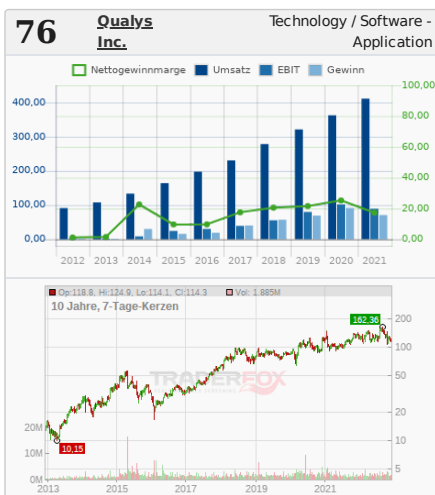 76
Qualys Inc.
Technology / Software - Application
Nettogewinnmarge Umsatz EBIT Gewinn
100,00
400,00 80,00
300,00 60,00
200,00 40,00
100,00 20,00
0,00 0,00
2012 2013 2014 2015 2016 2017 2018 2019 2020 2021
Op:118.8, Hi:124.9, Lo:114.1, Cl:114.3 Vol: 1.885M
10 Jahre, 7-Tage-Kerzen
162,36
200
100
TRADERFOX
50
20
20M
10,15
10
10M
5
0M
2013 2015 2017 2019 2021